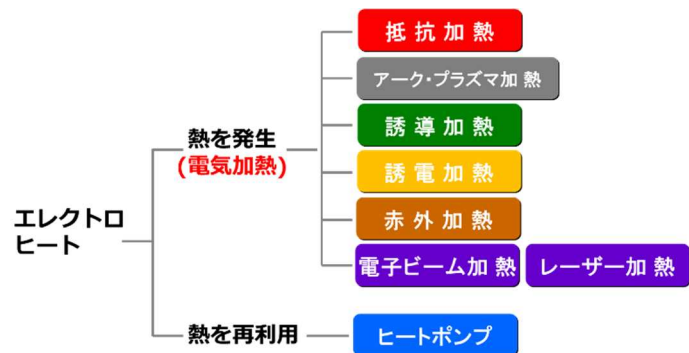 抵抗加熱
アーク・プラズマ加熱
熱を発生
(電気加熱)
誘導加熱
誘電加熱
赤外加熱
エレクトロ
ヒート
電子ビーム加熱 レーザー加熱
熱を再利用
ヒートポンプ